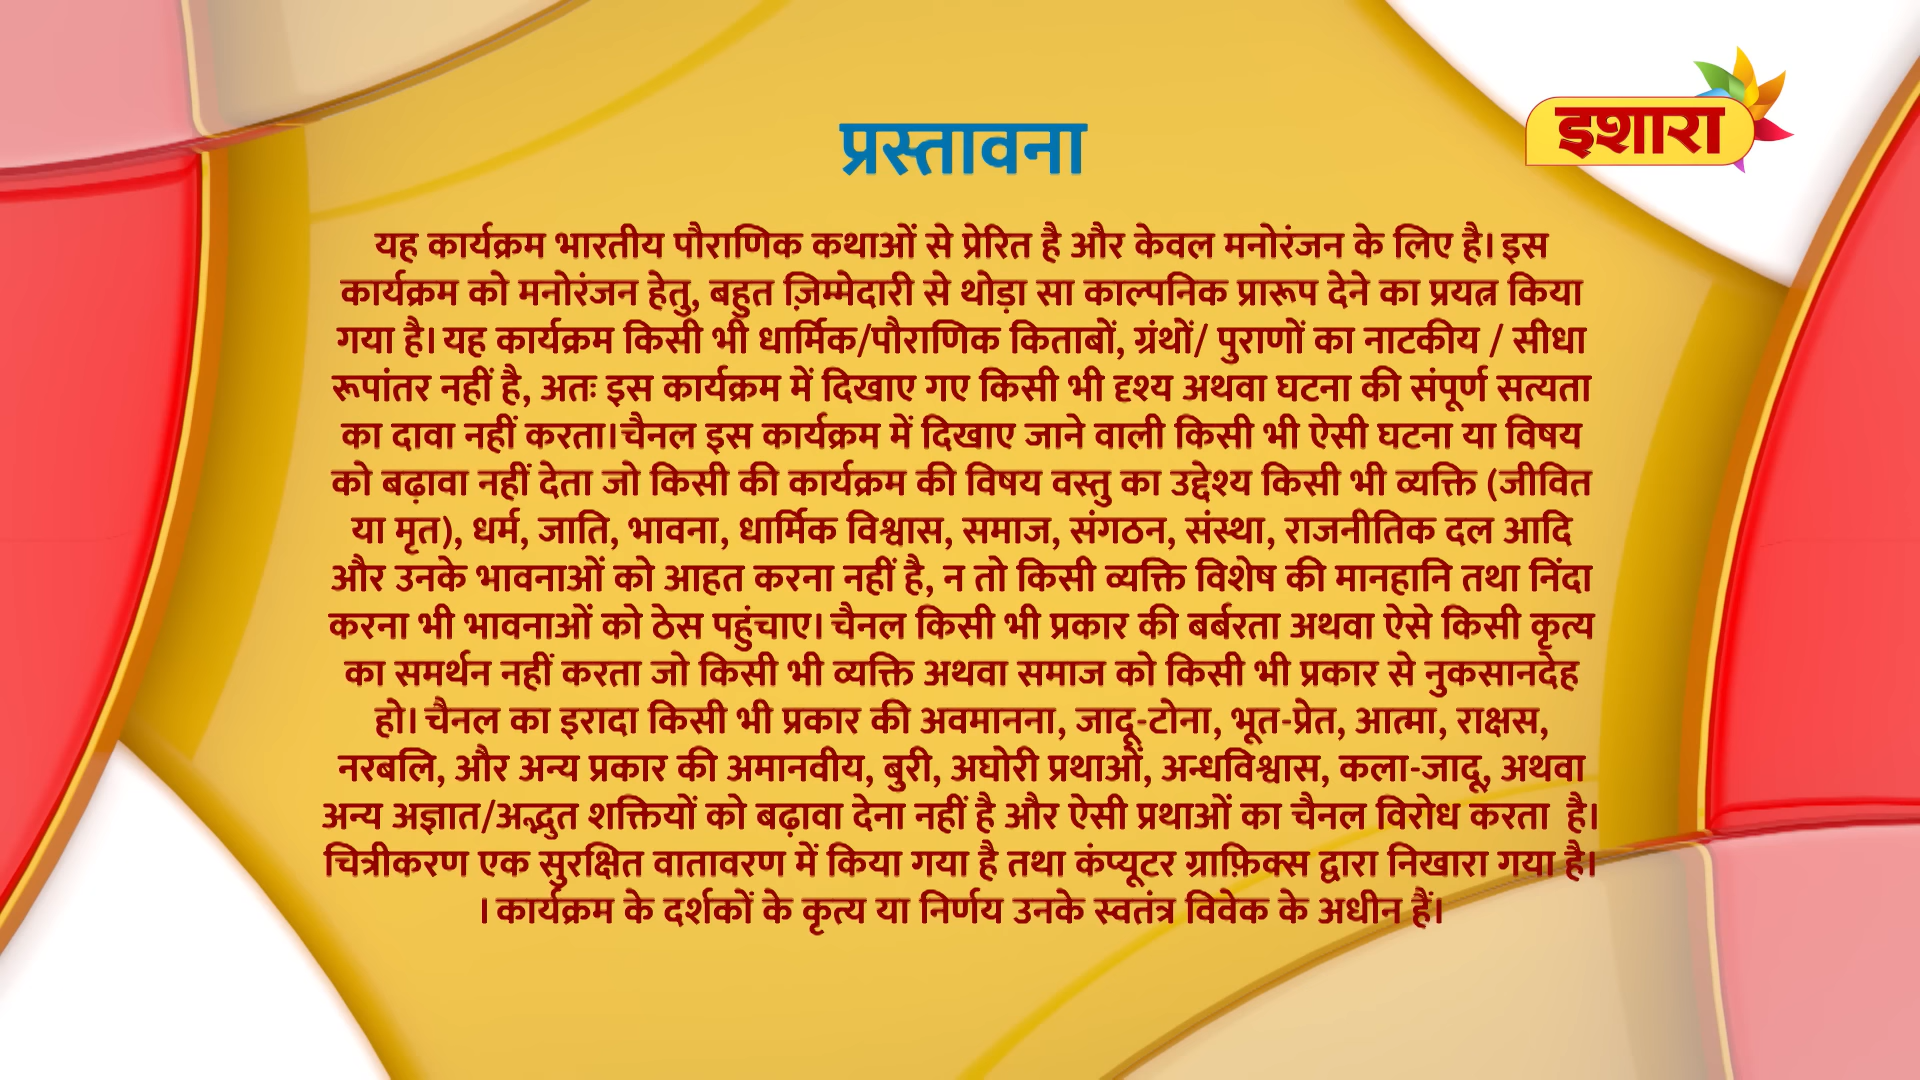 इशारा
प्रस्तावना
यह कार्यक्रम भारतीय पौराणिक कथाओं से प्रेरित है और केवल मनोरंजन के लिए है। इस
कार्यक्रम को मनोरंजन हेतु, बहुत ज़िम्मेदारी से थोड़ा सा काल्पनिक प्रारूप देने का प्रयत्न किया
गया है। यह कार्यक्रम किसी भी धार्मिक/पौराणिक किताबों, ग्रंथों/ पुराणों का नाटकीय / सीधा
रूपांतर नहीं है, अतः इस कार्यक्रम में दिखाए गए किसी भी दृश्य अथवा घटना की संपूर्ण सत्यता
का दावा नहीं करता।चैनल इस कार्यक्रम में दिखाए जाने वाली किसी भी ऐसी घटना या विषय
को बढ़ावा नहीं देता जो किसी की कार्यक्रम की विषय वस्तु का उद्देश्य किसी भी व्यक्ति (जीवित
या मृत), धर्म, जाति, भावना, धार्मिक विश्वास, समाज, संगठन, संस्था, राजनीतिक दल आदि
और उनके भावनाओं को आहत करना नहीं है, न तो किसी व्यक्ति विशेष की मानहानि तथा निंदा
करना भी भावनाओं को ठेस पहुंचाए। चैनल किसी भी प्रकार की बर्बरता अथवा ऐसे किसी कृत्य
का समर्थन नहीं करता जो किसी भी व्यक्ति अथवा समाज को किसी भी प्रकार से नुकसानदेह
हो। चैनल का इरादा किसी भी प्रकार की अवमानना, जादू-टोना, भूत-प्रेत, आत्मा, राक्षस,
नरबलि, और अन्य प्रकार की अमानवीय, बुरी, अघोरी प्रथाओं, अन्धविश्वास, कला-जादू, अथवा
अन्य अज्ञात/अद्भुत शक्तियों को बढ़ावा देना नहीं है और ऐसी प्रथाओं का चैनल विरोध करता  है।
चित्रीकरण एक सुरक्षित वातावरण में किया गया है तथा कंप्यूटर ग्राफ़िक्स द्वारा निखारा गया है।
। कार्यक्रम के दर्शकों के कृत्य या निर्णय उनके स्वतंत्र विवेक के अधीन हैं।